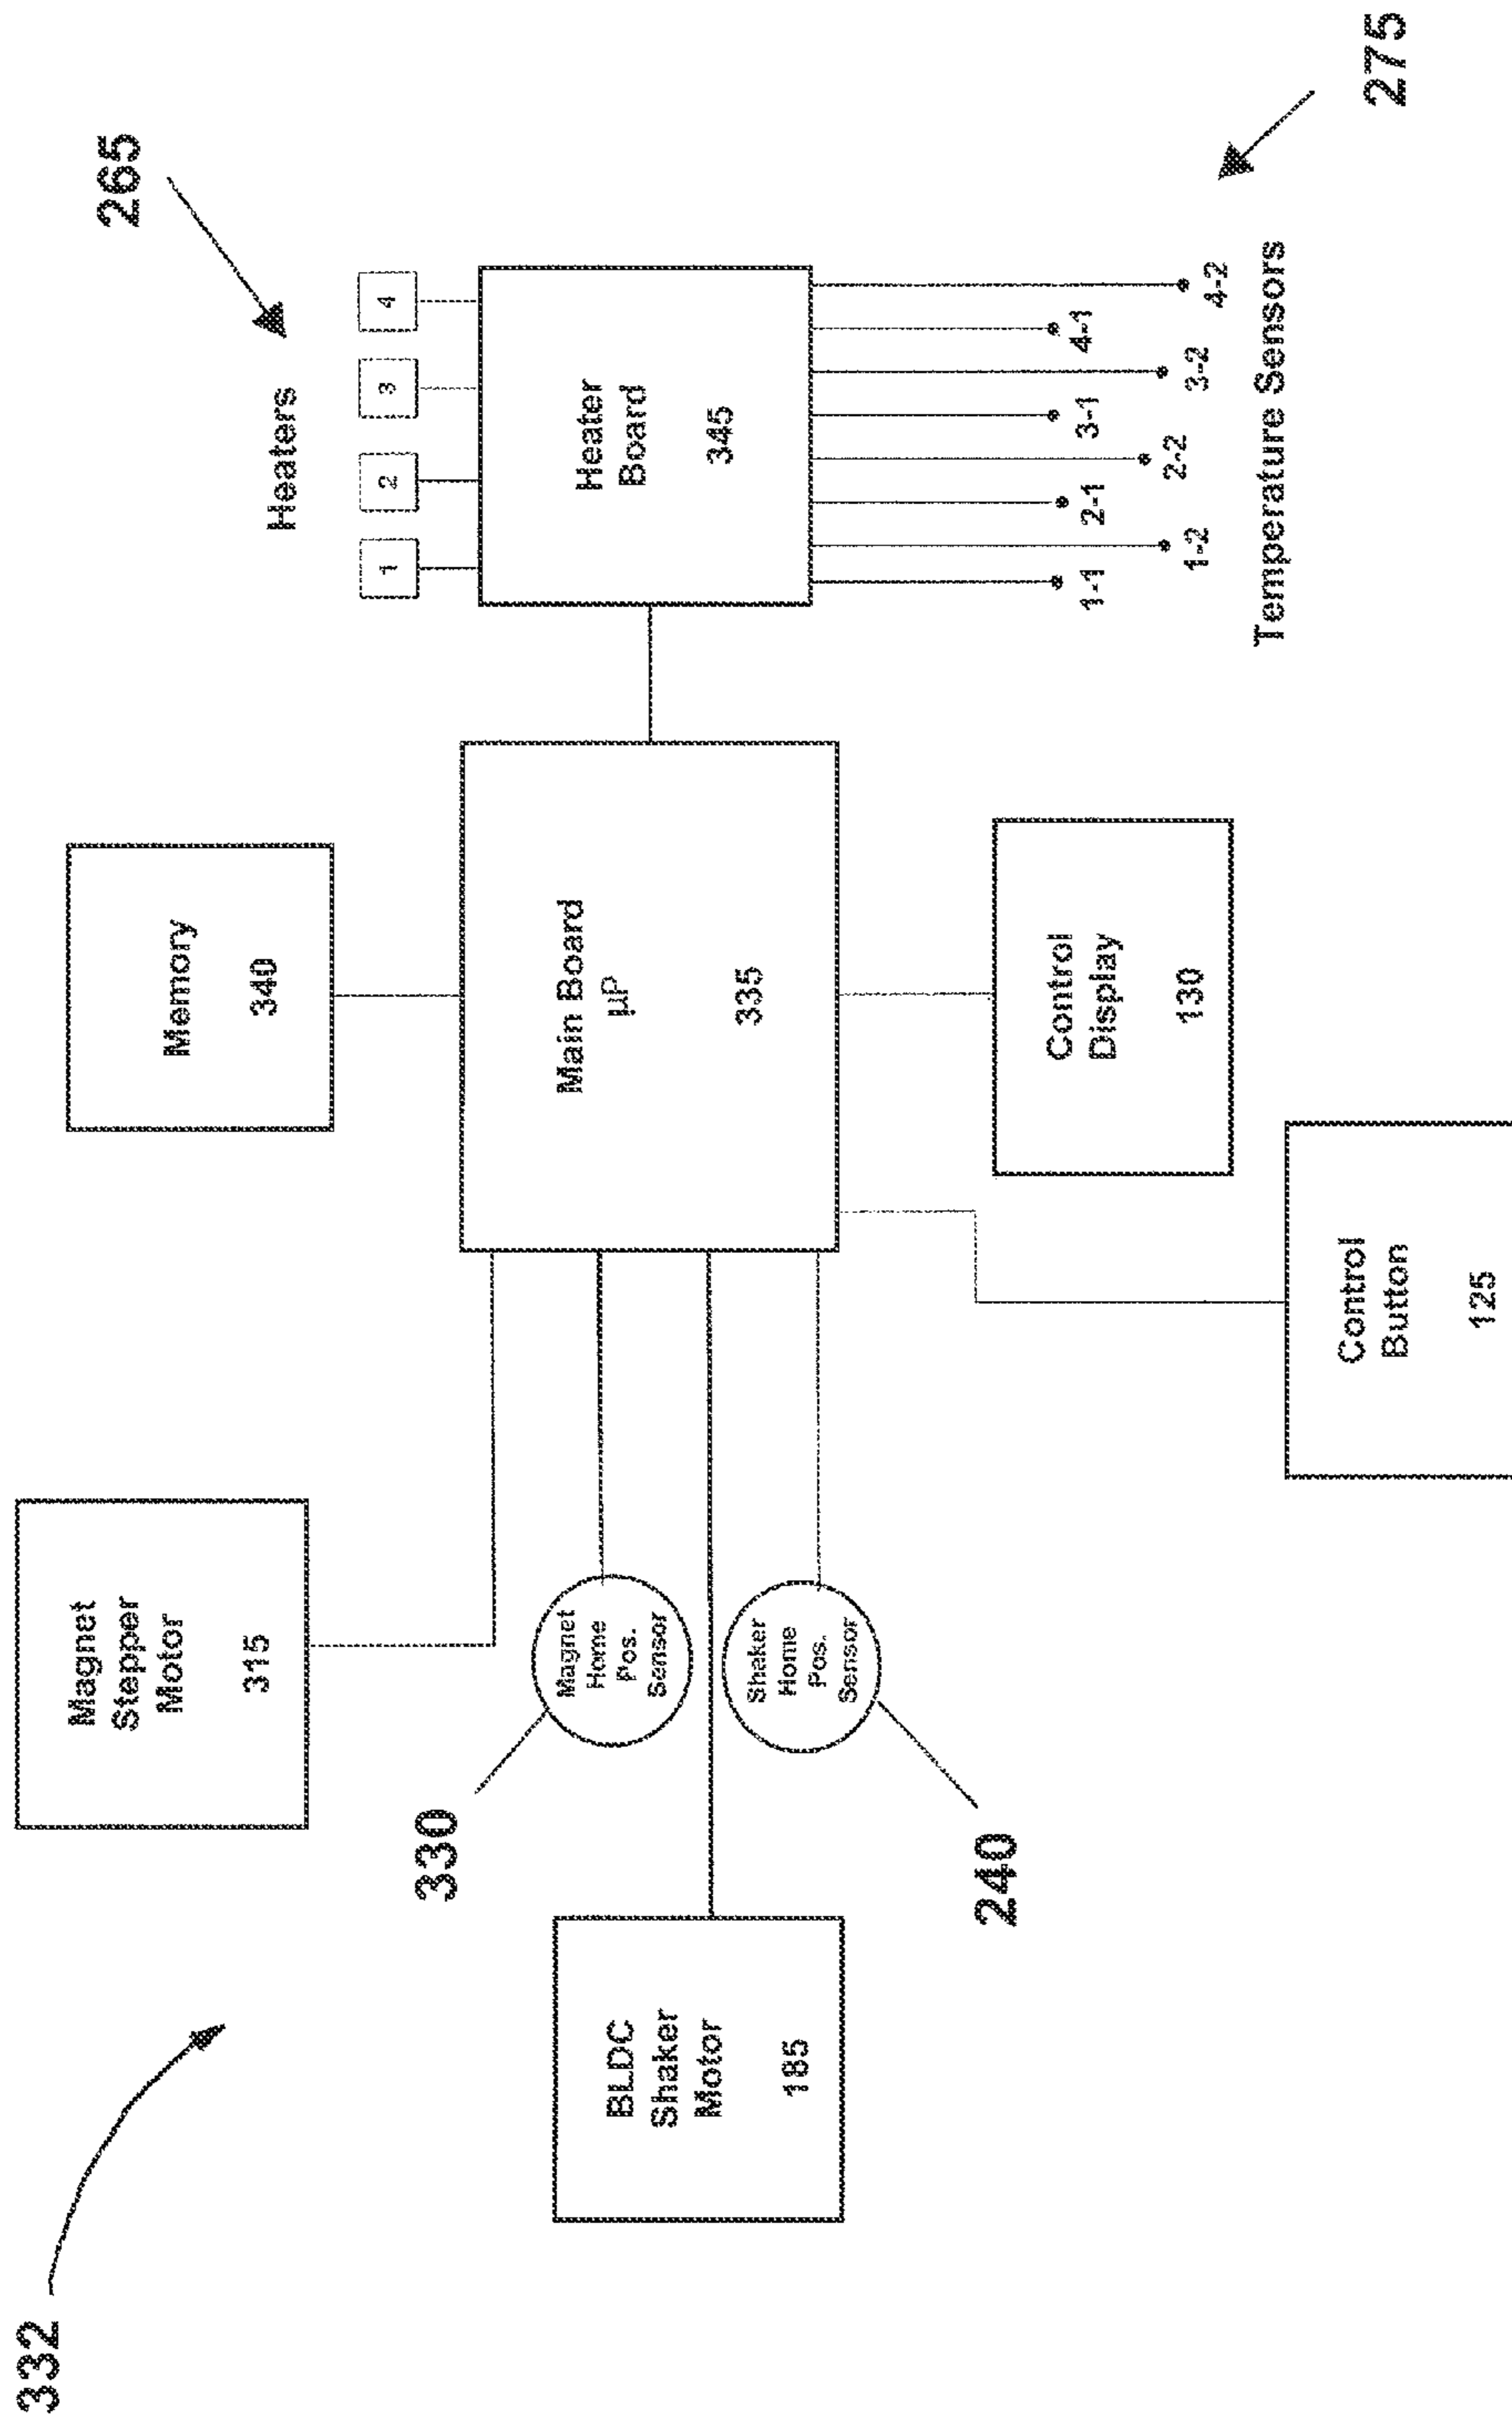 332
Magnet
Stepper
Motor
315
Memory
340
265
Heaters
1
2
3
4
330
Magnet
Home
Pos.
Sensor
BLDC
Shaker
Motor
185
Shaker
Home
Pos.
Sensor
240
Main Board
µP
335
Heater
Board
345
Control
Display
130
Control
Button
125
1-1
1-2
2-1
2-2
3-1
3-2
4-1
4-2
Temperature Sensors
275